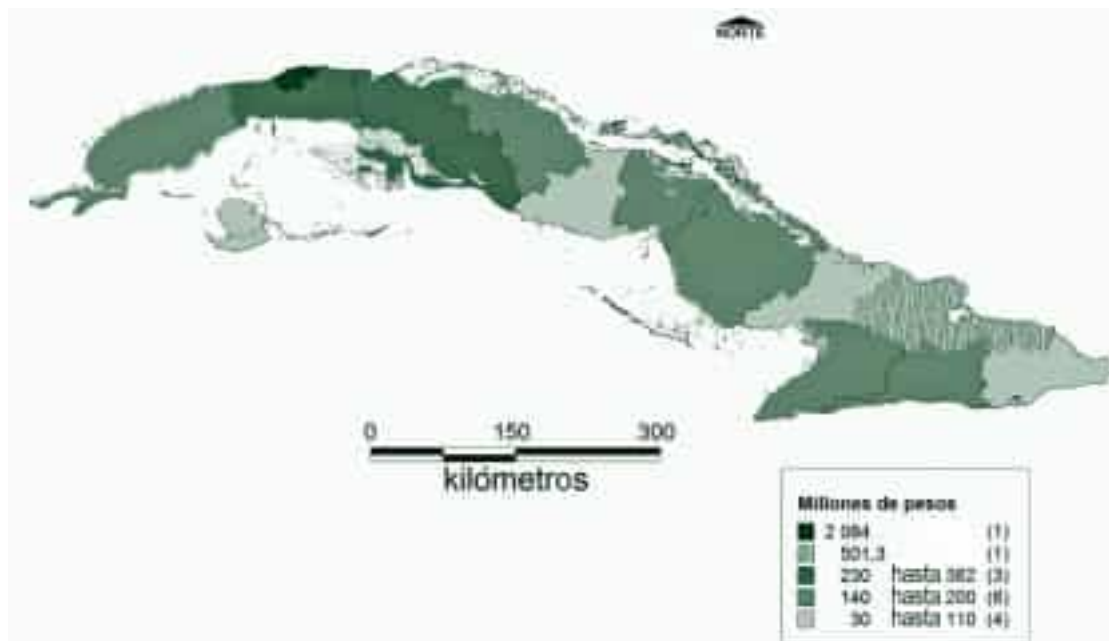 NORTE
0 150 300
kilómetros
Millones de pesos
2 084 (1)
501,3 (1)
230 hasta 362 (3)
140 hasta 200 (6)
30 hasta 110 (4)